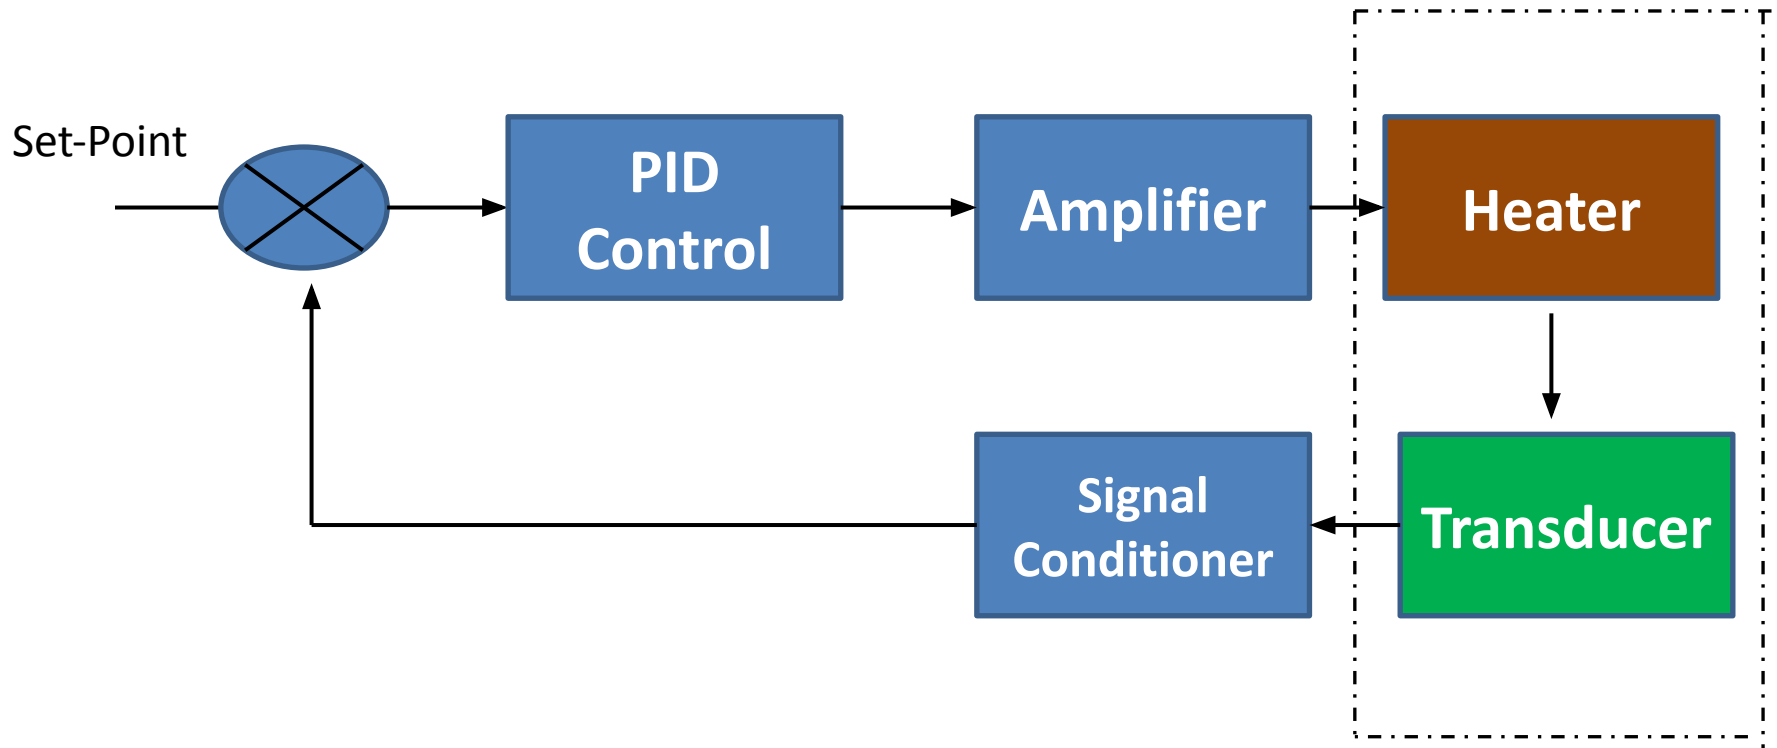 Set-Point
PID
Control
Amplifier
Heater
Signal
Conditioner
Transducer